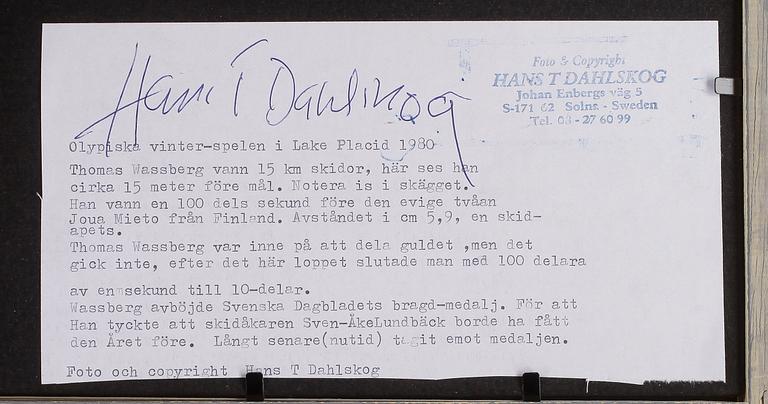 Hans T Dahlskog
Foto & Copyright
HANS T DAHLSKOG
Johan Enbergs väg 5
S-171 62 Solna - Sweden
Tel. 08 - 27 60 99
Olypiska vinter-spelen i Lake Placid 1980
Thomas Wassberg vann 15 km skidor, här ses han
cirka 15 meter före mål. Notera is i skägget.
Han vann en 100 dels sekund före den evige tvåan
Joua Mieto från Finland. Avståndet i cm 5,9, en skid-
apets.
Thomas Wassberg var inne på att dela guldet ,men det
gick inte, efter det här loppet slutade man med 100 delara
av en sekund till 10-delar.
Wassberg avböjde Svenska Dagbladets bragd-medalj. För att
Han tyckte att skidåkaren Sven-ÅkeLundbäck borde ha fått
den Året före. Långt senare(nutid) tagit emot medaljen.
Foto och copyright Hans T Dahlskog